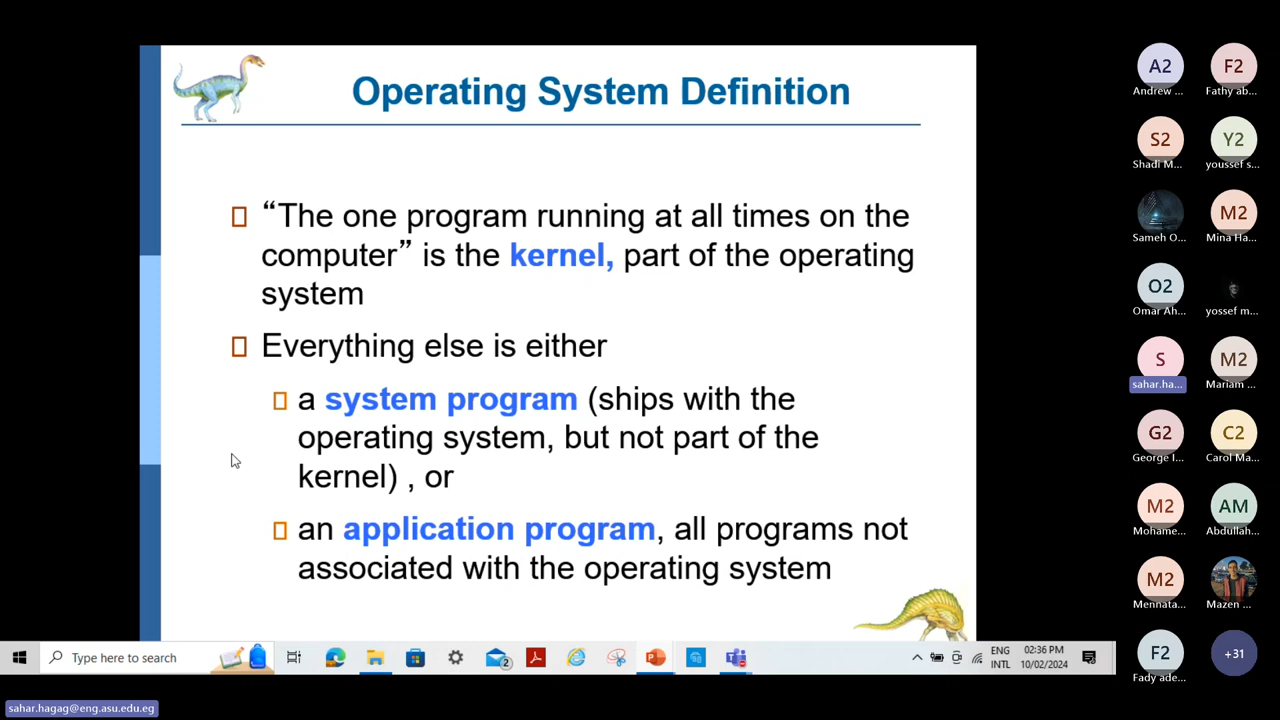 Operating System Definition
“The one program running at all times on the
computer” is the kernel, part of the operating
system
Everything else is either
a system program (ships with the
operating system, but not part of the
kernel) , or
an application program, all programs not
associated with the operating system
A2
Andrew ...
F2
Fathy ab...
S2
Shadi M...
Y2
youssef s...
Sameh O...
M2
Mina Ha...
O2
Omar Ah...
yossef m...
S
sahar.ha...
M2
Mariam ...
G2
George I...
C2
Carol Ma...
M2
Mohame...
AM
Abdullah...
M2
Mennata...
Mazen ...
F2
Fady ade...
+31
Type here to search
2
ENG
INTL
02:36 PM
10/02/2024
sahar.hagag@eng.asu.edu.eg